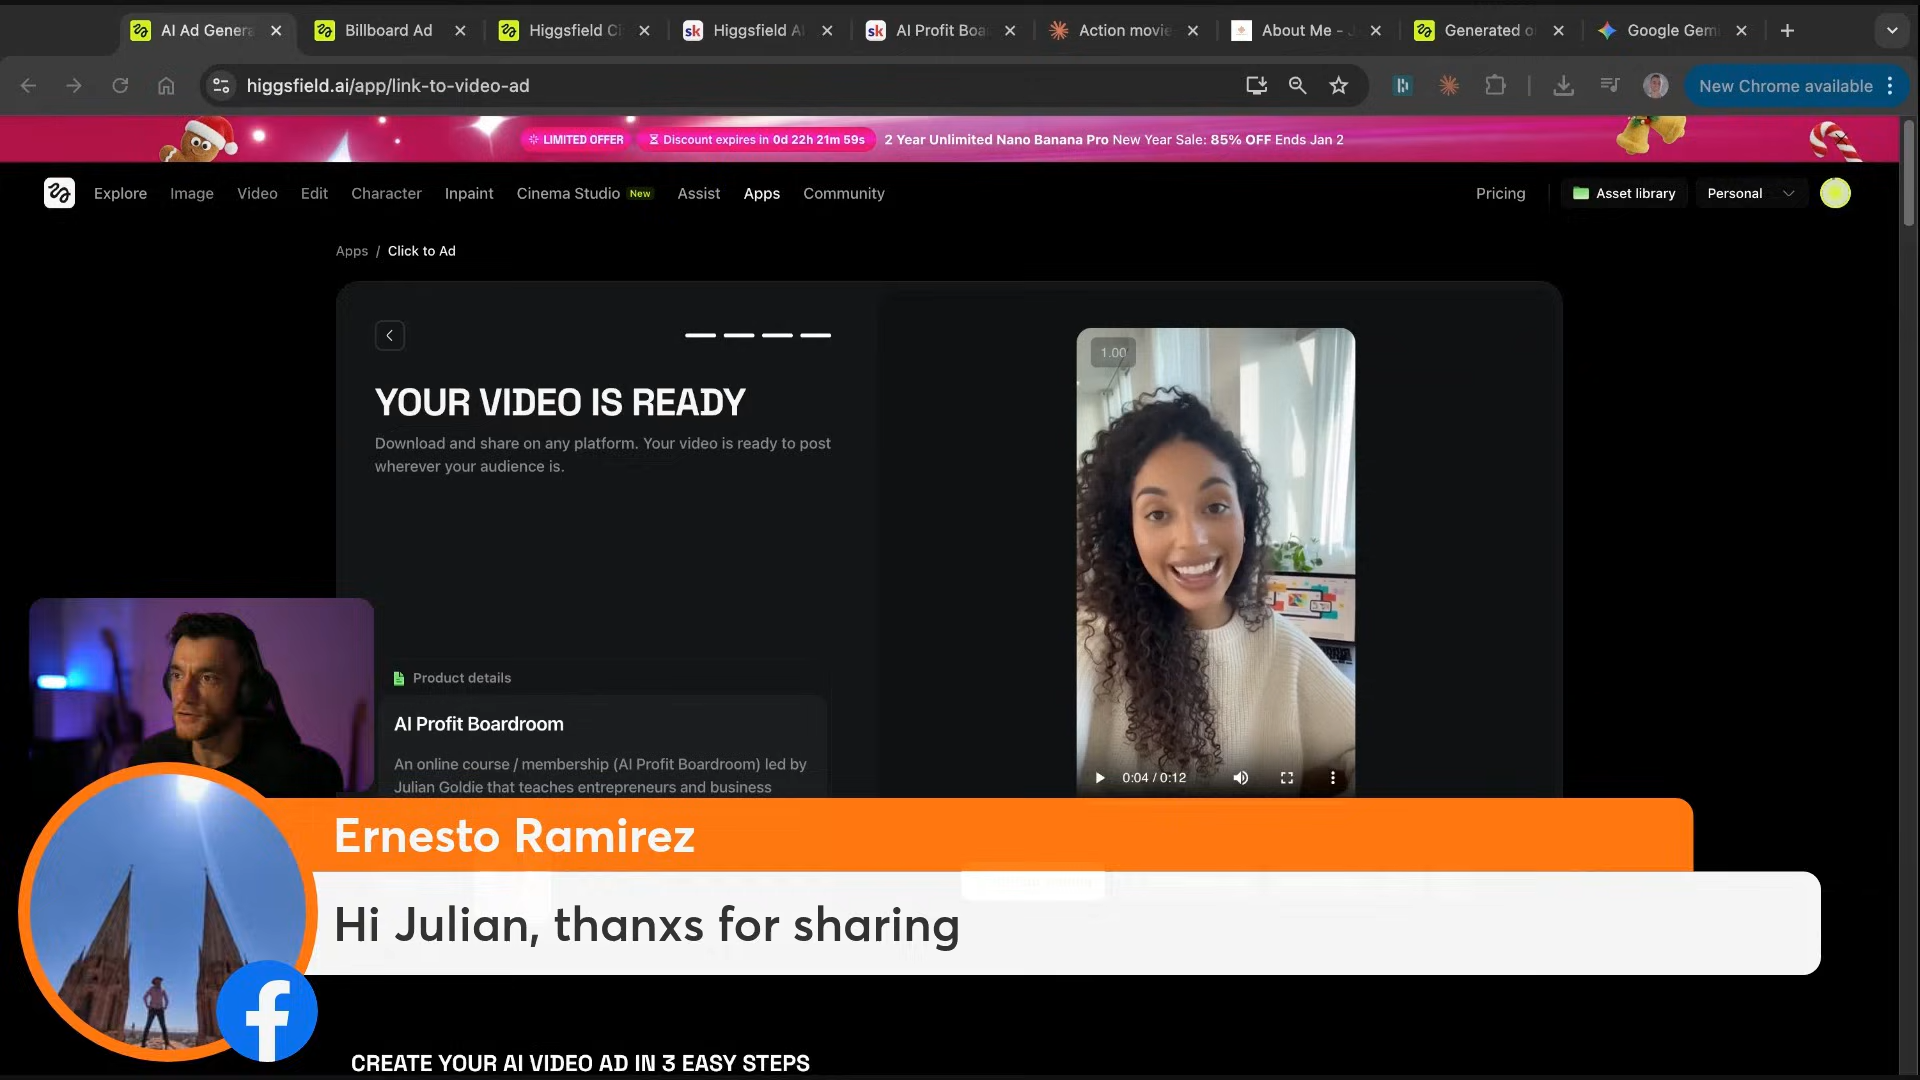 AI Ad Genera
Billboard Ad
Higgsfield Ci
Higgsfield AI
AI Profit Boa
Action movie
About Me - J
Generated o
Google Gem
higgsfield.ai/app/link-to-video-ad
New Chrome available
LIMITED OFFER
Discount expires in 0d 22h 21m 59s
2 Year Unlimited Nano Banana Pro New Year Sale: 85% OFF Ends Jan 2
Explore
Image
Video
Edit
Character
Inpaint
Cinema Studio New
Assist
Apps
Community
Pricing
Asset library
Personal
Apps / Click to Ad
YOUR VIDEO IS READY
Download and share on any platform. Your video is ready to post
wherever your audience is.
1.00
0:04 / 0:12
Product details
AI Profit Boardroom
An online course / membership (AI Profit Boardroom) led by
Julian Goldie that teaches entrepreneurs and business
Ernesto Ramirez
Hi Julian, thanxs for sharing
CREATE YOUR AI VIDEO AD IN 3 EASY STEPS